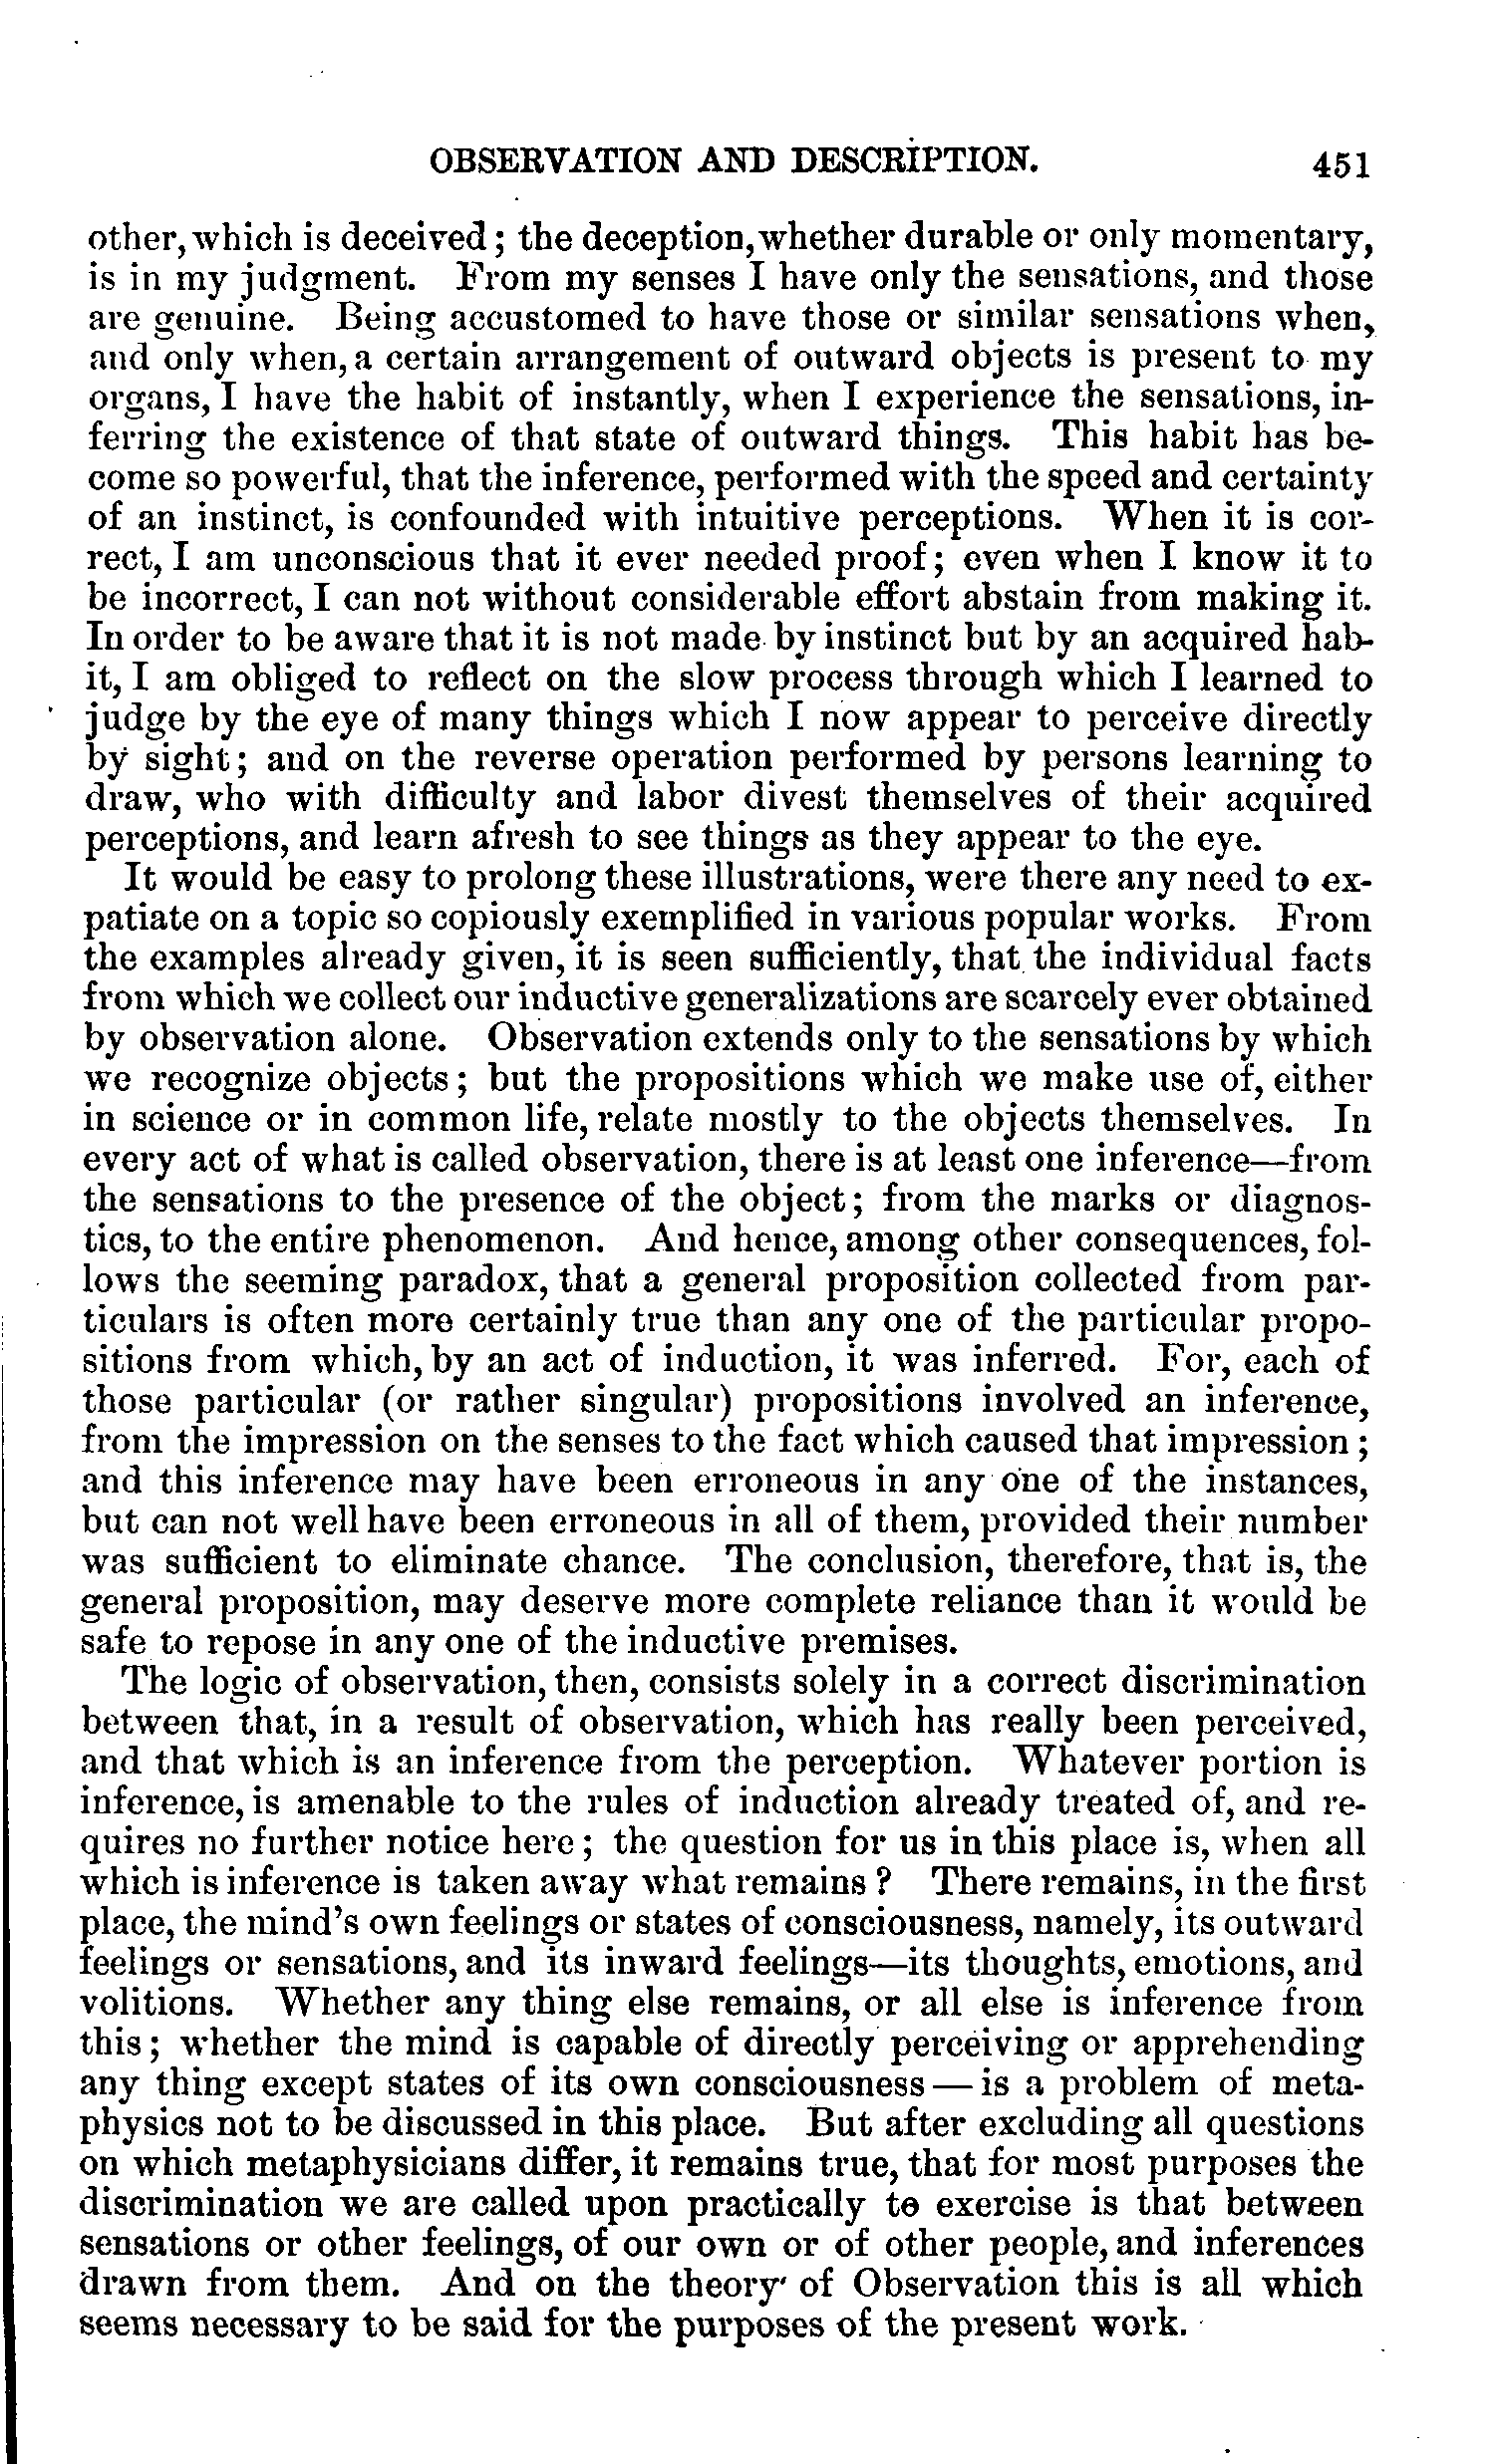 OBSERVATION AND DESCRIPTION. 451
other, which is deceived; the deception, whether durable or only momentary,
is in my judgment. From my senses I have only the sensations, and those
are genuine. Being accustomed to have those or similar sensations when,
and only when, a certain arrangement of outward objects is present to my
organs, I have the habit of instantly, when I experience the sensations, in-
ferring the existence of that state of outward things. This habit has be-
come so powerful, that the inference, performed with the speed and certainty
of an instinct, is confounded with intuitive perceptions. When it is cor-
rect, I am unconscious that it ever needed proof; even when I know it to
be incorrect, I can not without considerable effort abstain from making it.
In order to be aware that it is not made by instinct but by an acquired hab-
it, I am obliged to reflect on the slow process through which I learned to
judge by the eye of many things which I now appear to perceive directly
by sight; and on the reverse operation performed by persons learning to
draw, who with difficulty and labor divest themselves of their acquired
perceptions, and learn afresh to see things as they appear to the eye.
It would be easy to prolong these illustrations, were there any need to ex-
patiate on a topic so copiously exemplified in various popular works. From
the examples already given, it is seen sufficiently, that the individual facts
from which we collect our inductive generalizations are scarcely ever obtained
by observation alone. Observation extends only to the sensations by which
we recognize objects; but the propositions which we make use of, either
in science or in common life, relate mostly to the objects themselves. In
every act of what is called observation, there is at least one inference—from
the sensations to the presence of the object; from the marks or diagnos-
tics, to the entire phenomenon. And hence, among other consequences, fol-
lows the seeming paradox, that a general proposition collected from par-
ticulars is often more certainly true than any one of the particular propo-
sitions from which, by an act of induction, it was inferred. For, each of
those particular (or rather singular) propositions involved an inference,
from the impression on the senses to the fact which caused that impression;
and this inference may have been erroneous in any one of the instances,
but can not well have been erroneous in all of them, provided their number
was sufficient to eliminate chance. The conclusion, therefore, that is, the
general proposition, may deserve more complete reliance than it would be
safe to repose in any one of the inductive premises.
The logic of observation, then, consists solely in a correct discrimination
between that, in a result of observation, which has really been perceived,
and that which is an inference from the perception. Whatever portion is
inference, is amenable to the rules of induction already treated of, and re-
quires no further notice here; the question for us in this place is, when all
which is inference is taken away what remains? There remains, in the first
place, the mind's own feelings or states of consciousness, namely, its outward
feelings or sensations, and its inward feelings—its thoughts, emotions, and
volitions. Whether any thing else remains, or all else is inference from
this; whether the mind is capable of directly perceiving or apprehending
any thing except states of its own consciousness — is a problem of meta-
physics not to be discussed in this place. But after excluding all questions
on which metaphysicians differ, it remains true, that for most purposes the
discrimination we are called upon practically to exercise is that between
sensations or other feelings, of our own or of other people, and inferences
drawn from them. And on the theory of Observation this is all which
seems necessary to be said for the purposes of the present work.